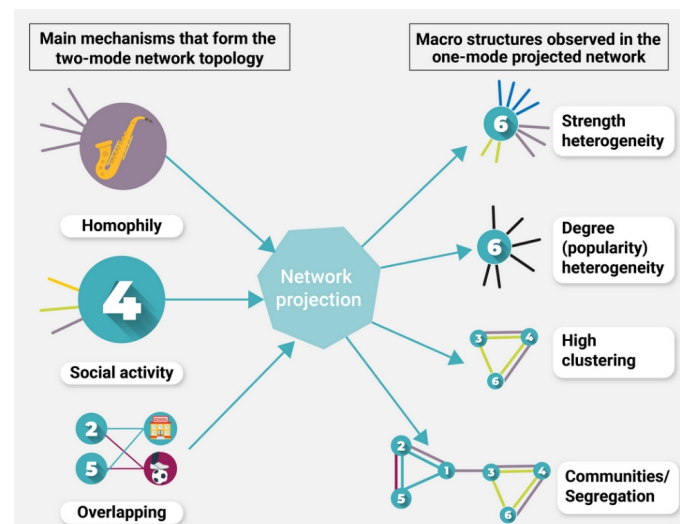 Main mechanisms that form the
two-mode network topology
Macro structures observed in the
one-mode projected network
Homophily
4
Social activity
2
5
Overlapping
Network
projection
6
Strength
heterogeneity
6
Degree
(popularity)
heterogeneity
3 4
6
High
clustering
2
1 3 4
5
6
Communities/
Segregation